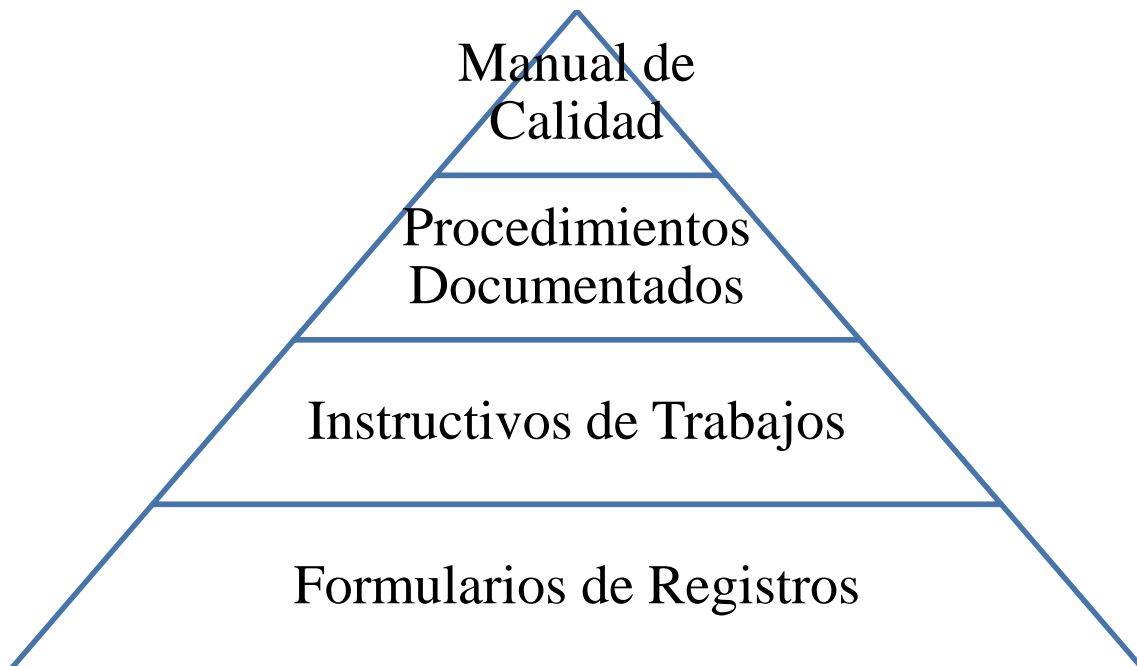 Manual de
Calidad
Procedimientos
Documentados
Instructivos de Trabajos
Formularios de Registros